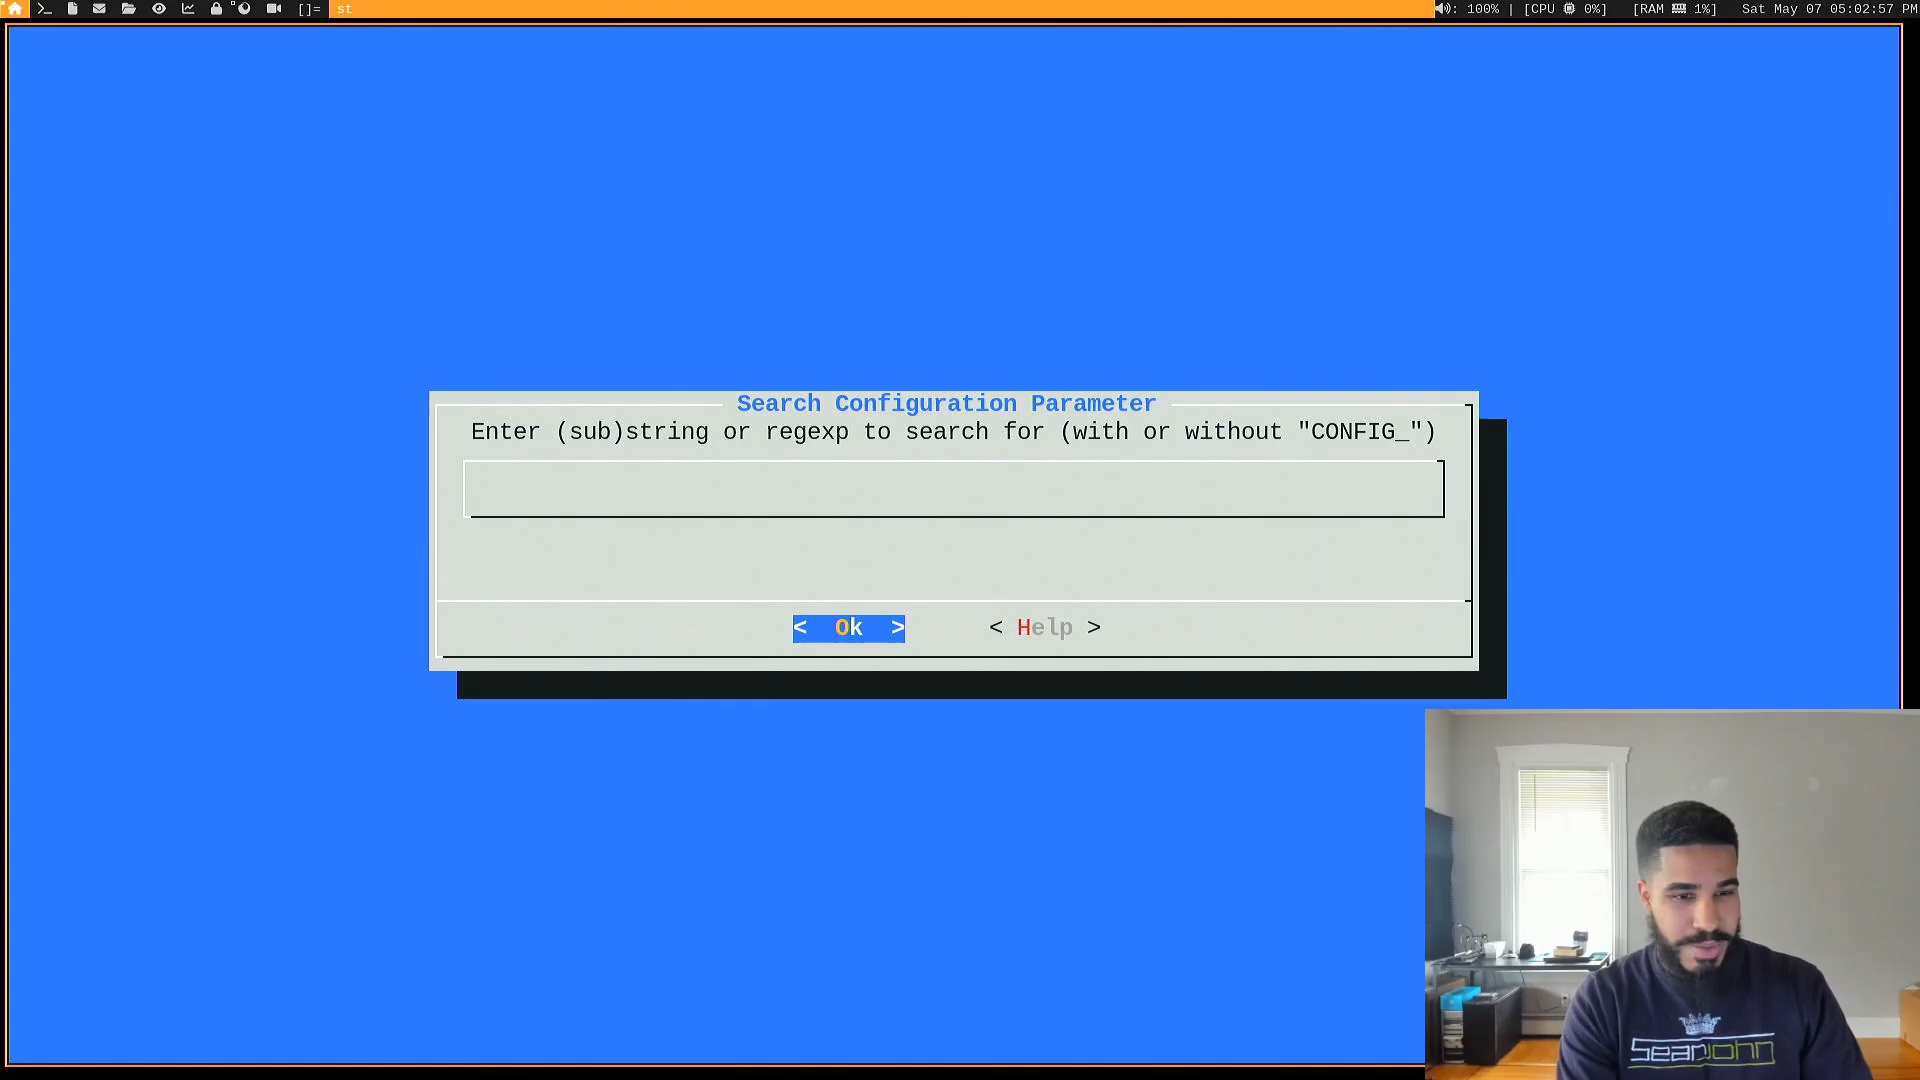 []= st 100% | [CPU 0%] [RAM 1%] Sat May 07 05:02:57 PM
Search Configuration Parameter
Enter (sub)string or regexp to search for (with or without "CONFIG_")
< Ok > < Help >
seanjohn